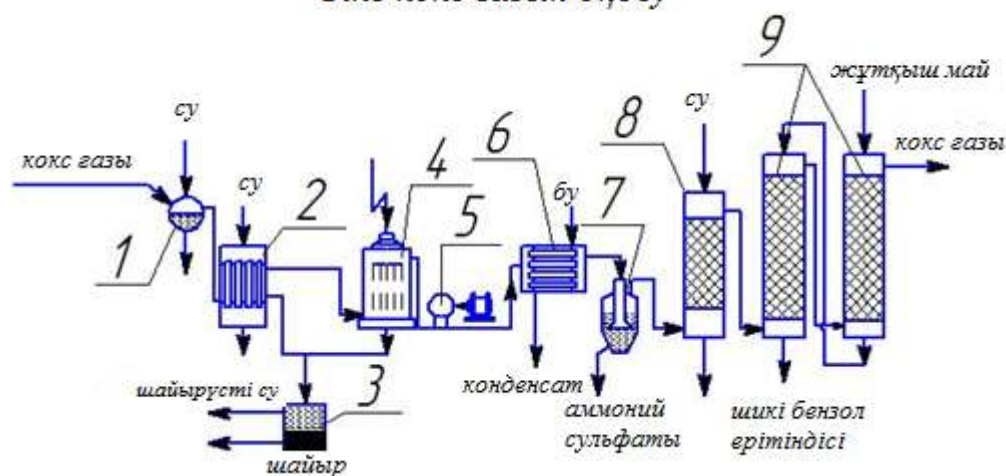 9
жұтқыш май
су
8
6
кокс газы
су
4
кокс газы
7
5
бу
су
2
1
конденсат
шайырүсті су
3
аммоний
сульфаты
шикі бензол
ерітіндісі
шайыр